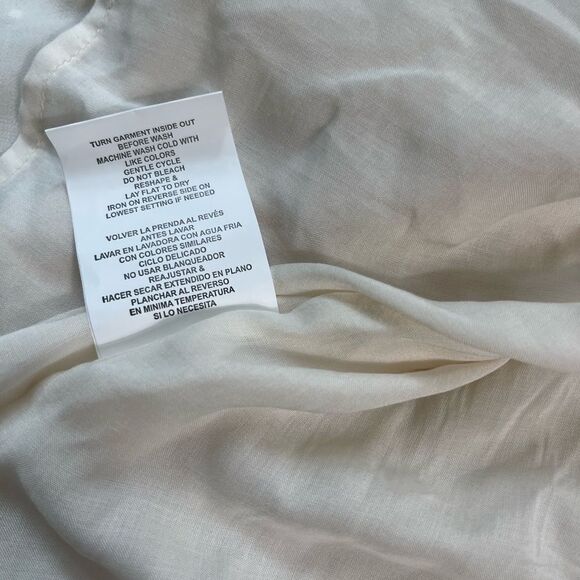 TURN GARMENT INSIDE OUT
BEFORE WASH
MACHINE WASH COLD WITH
LIKE COLORS
GENTLE CYCLE
DO NOT BLEACH
RESHAPE &
LAY FLAT TO DRY
IRON ON REVERSE SIDE ON
LOWEST SETTING IF NEEDED
VOLVER LA PRENDA AL REVÉS
ANTES LAVAR
LAVAR EN LAVADORA CON AGUA FRIA
CON COLORES SIMILARES
CICLO DELICADO
NO USAR BLANQUEADOR
REAJUSTAR &
HACER SECAR EXTENDIDO EN PLANO
PLANCHAR AL REVERSO
EN MINIMA TEMPERATURA
SI LO NECESITA